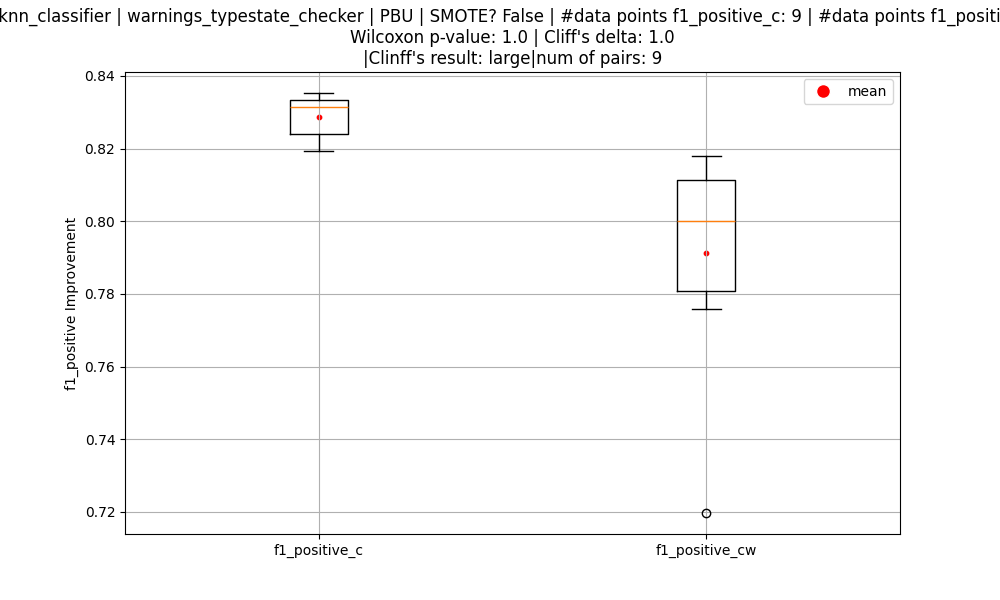 knn_classifier | warnings_typestate_checker | PBU | SMOTE? False | #data points f1_positive_c: 9 | #data points f1_positi
Wilcoxon p-value: 1.0 | Cliff's delta: 1.0
|Clinff's result: large|num of pairs: 9
mean
0.84
0.82
0.80
0.78
0.76
0.74
0.72
f1_positive Improvement
f1_positive_c
f1_positive_cw